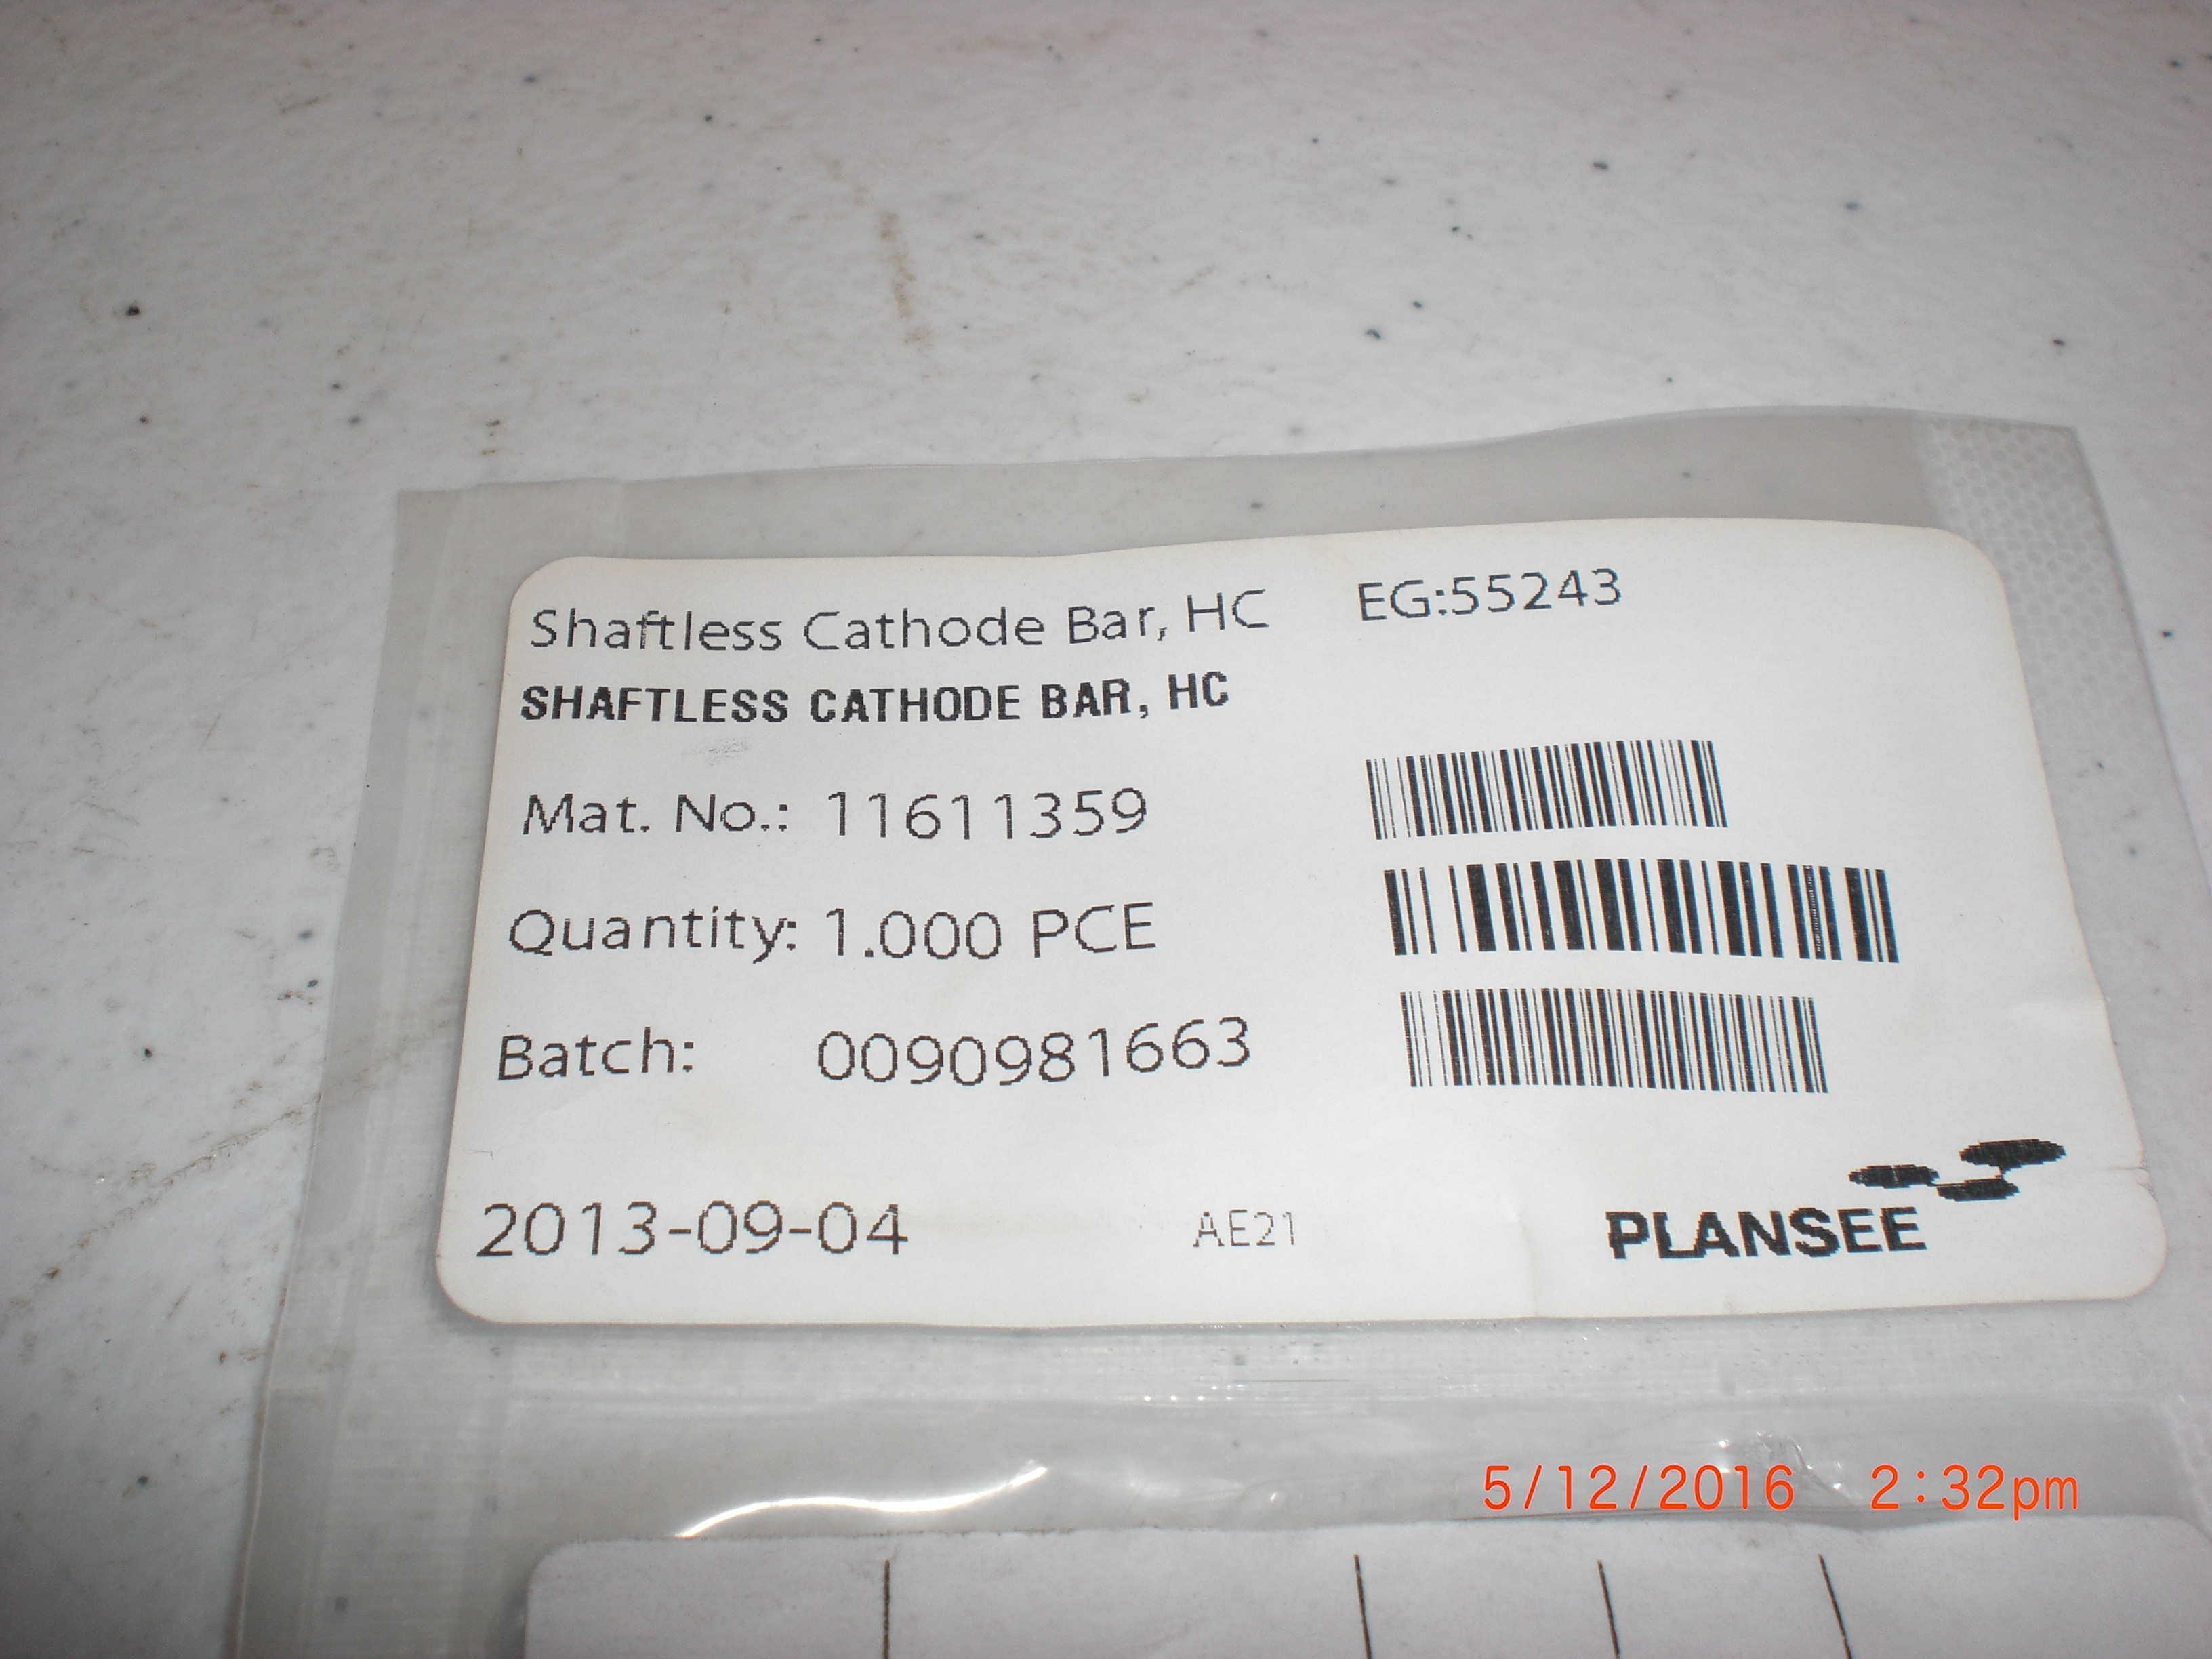 Shaftless Cathode Bar, HC EG:55243
SHAFTLESS CATHODE BAR, HC
Mat. No.: 11611359
Quantity: 1.000 PCE
Batch: 0090981663
2013-09-04 AE21 PLANSEE
5/12/2016 2:32pm